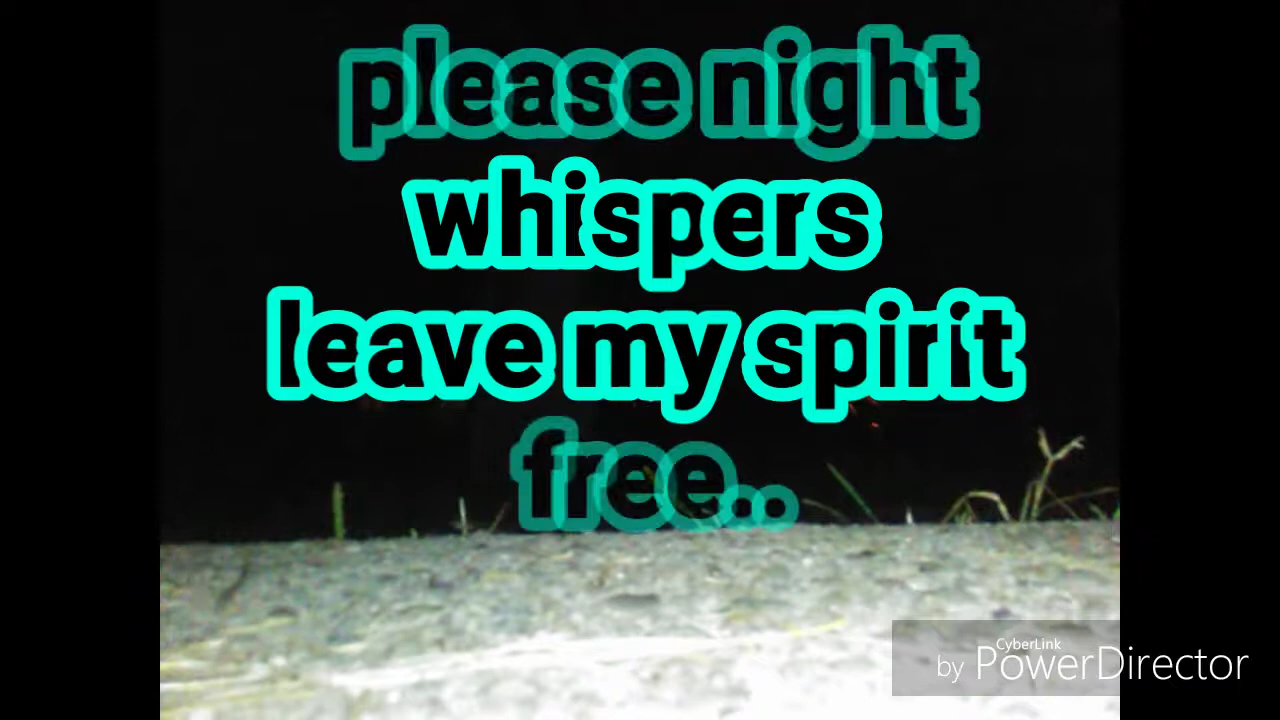 please night
whispers
leave my spirit
free..
CyberLink
by PowerDirector